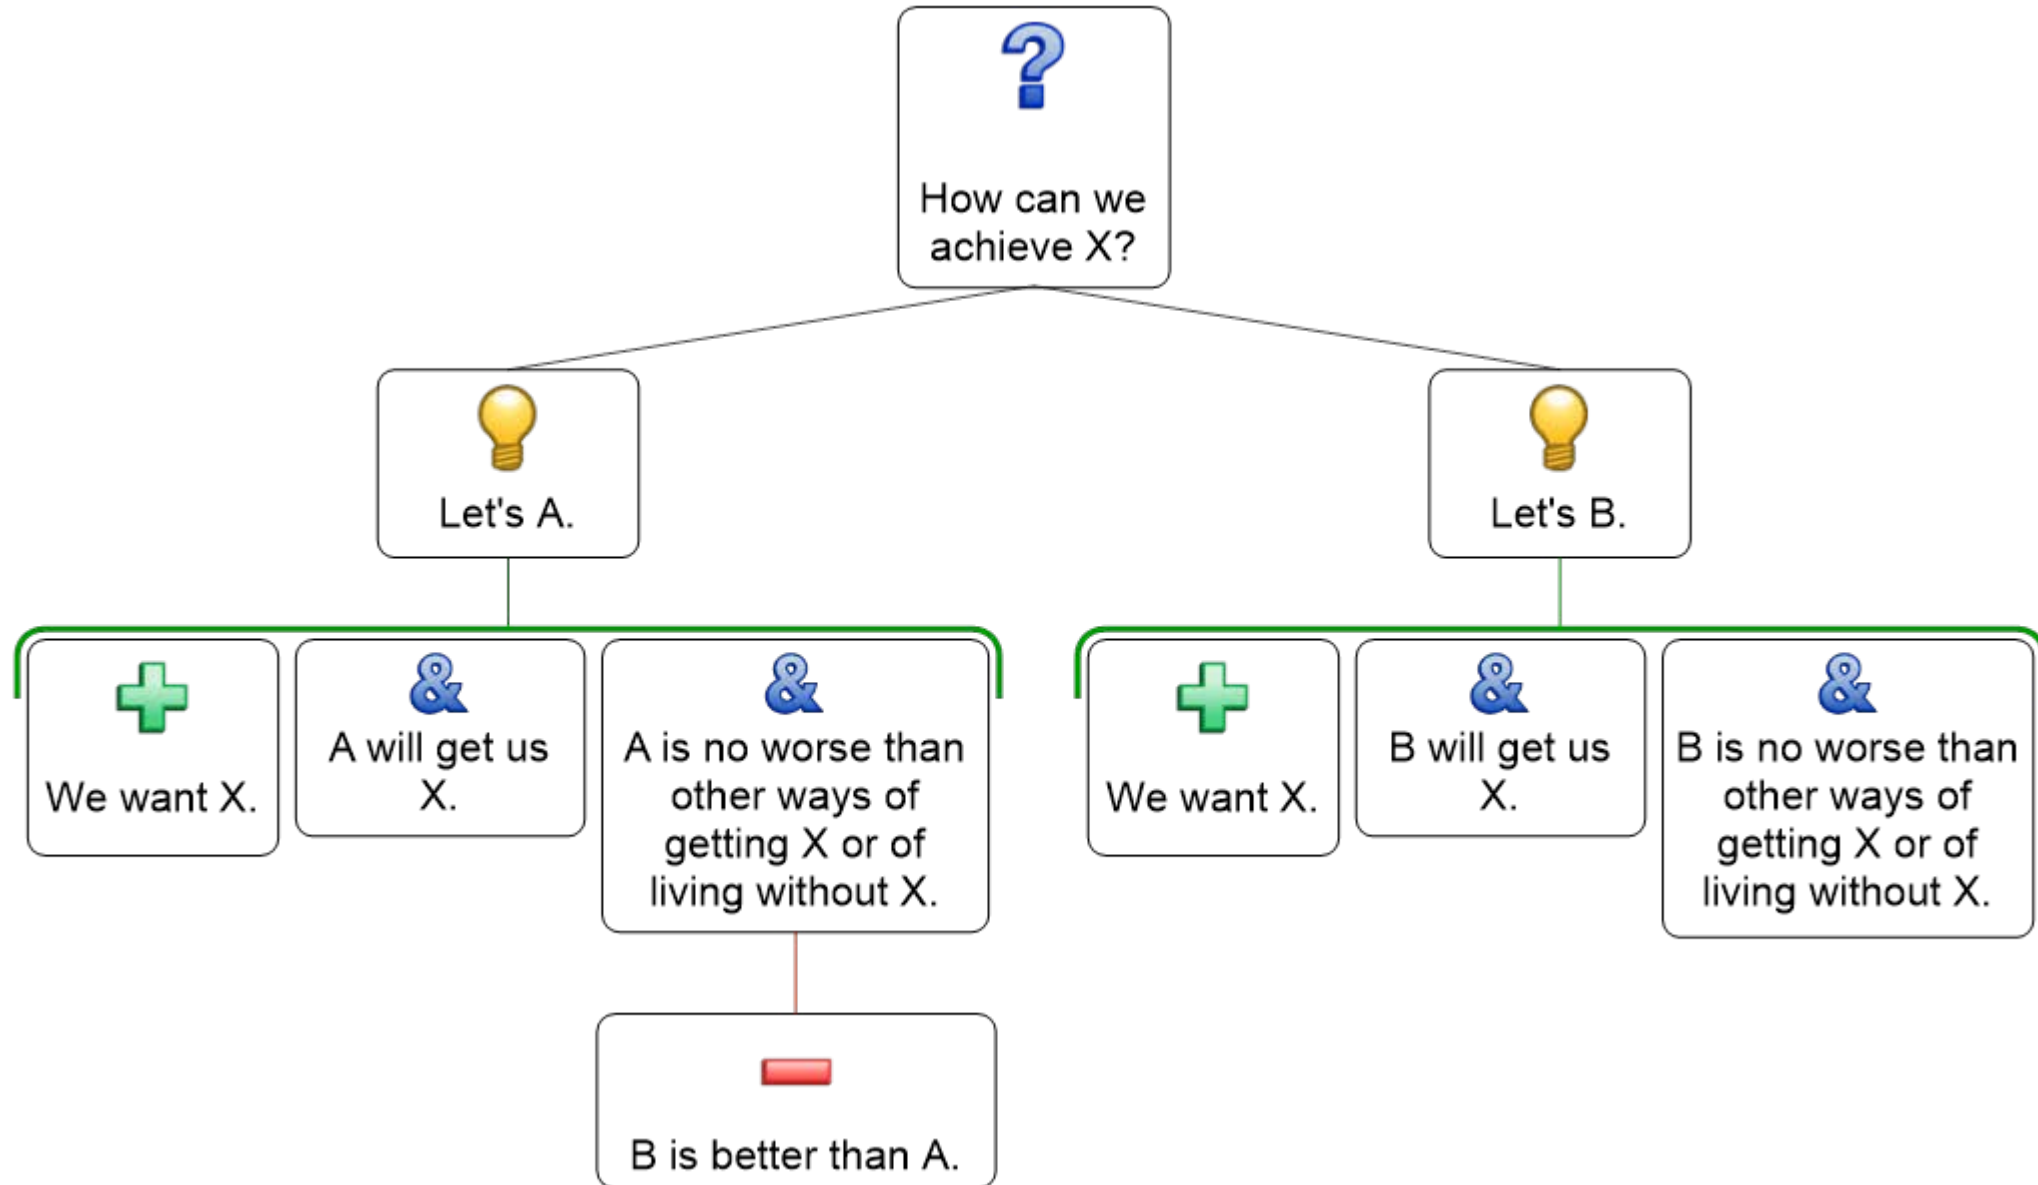 ?
How can we
achieve X?
Let's A.
Let's B.
We want X.
&
A will get us
X.
&
A is no worse than
other ways of
getting X or of
living without X.
We want X.
&
B will get us
X.
&
B is no worse than
other ways of
getting X or of
living without X.
B is better than A.